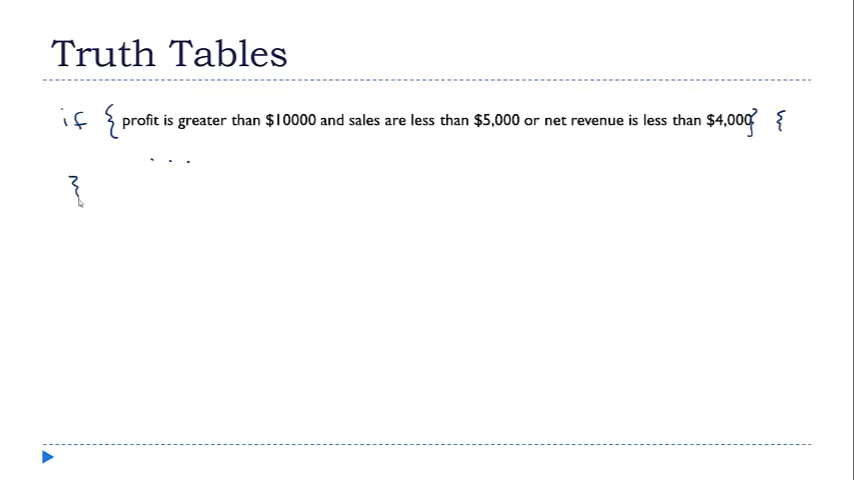 Truth Tables
if { profit is greater than $10000 and sales are less than $5,000 or net revenue is less than $4,000 } {
. . .
}